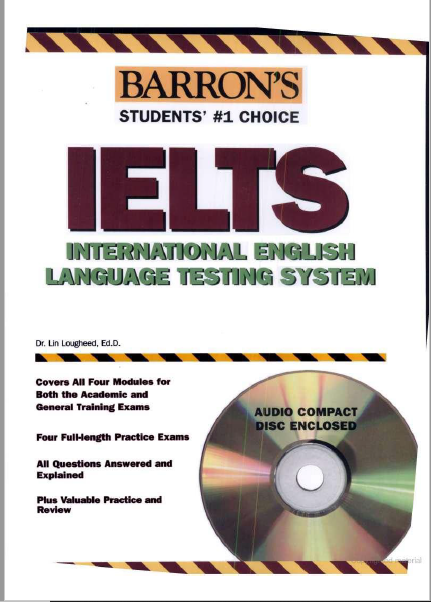 BARRON'S
STUDENTS' #1 CHOICE
IELTS
INTERNATIONAL ENGLISH
LANGUAGE TESTING SYSTEM
Dr. Lin Lougheed, Ed.D.
Covers All Four Modules for
Both the Academic and
General Training Exams
Four Full-length Practice Exams
All Questions Answered and
Explained
Plus Valuable Practice and
Review
AUDIO COMPACT
DISC ENCLOSED